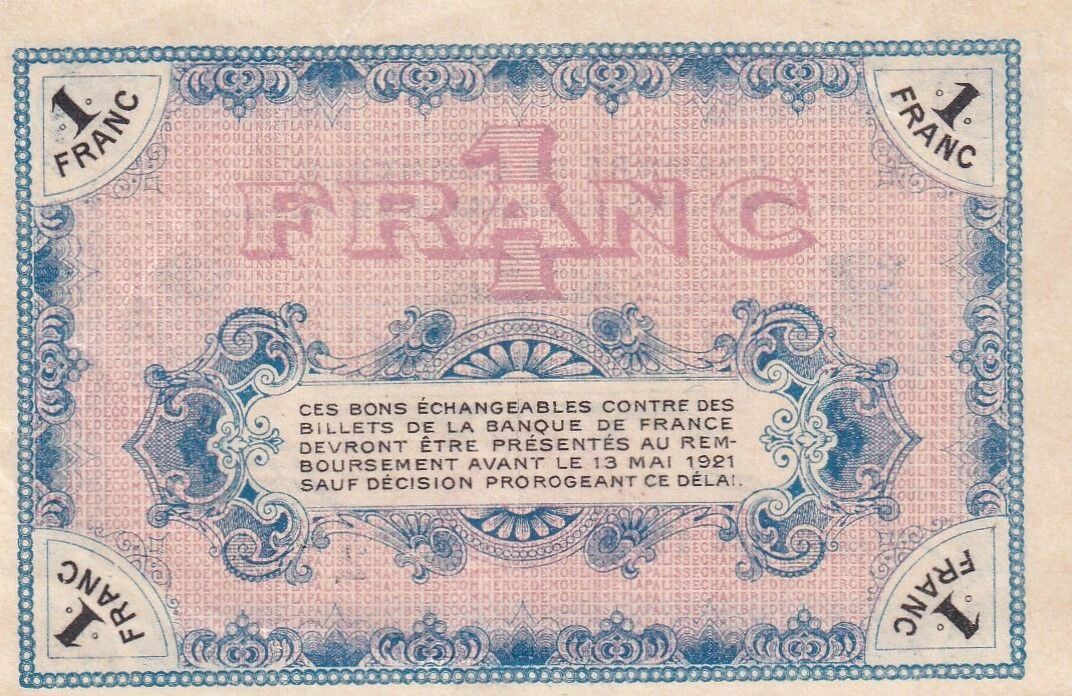 1
FRANC
1
FRANC
1
FRANC
1
CES BONS ÉCHANGEABLES CONTRE DES
BILLETS DE LA BANQUE DE FRANCE
DEVRONT ÊTRE PRÉSENTÉS AU REM-
BOURSEMENT AVANT LE 13 MAI 1921
SAUF DÉCISION PROROGEANT CE DÉLAI.
1
FRANC
1
FRANC